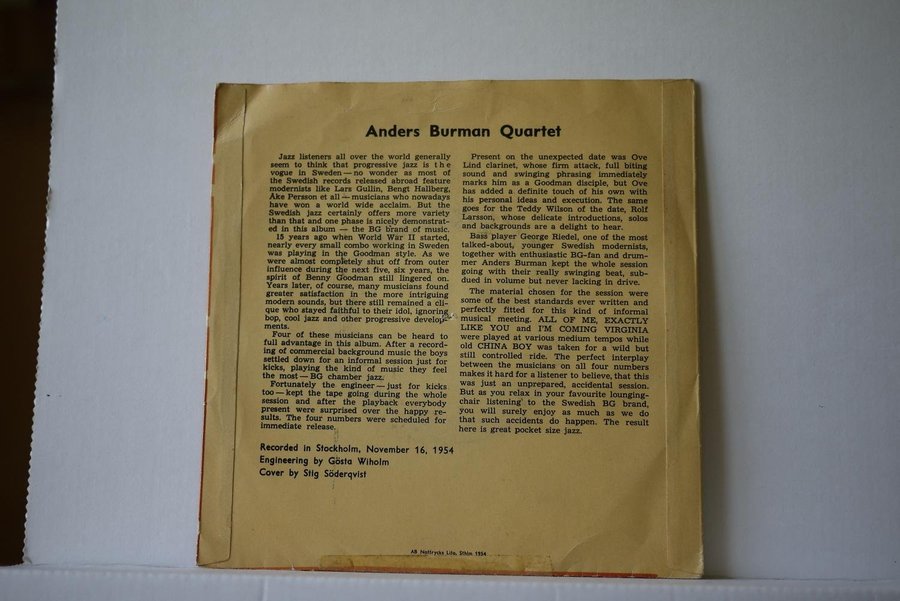 Anders Burman Quartet
Jazz listeners all over the world generally
seem to think that progressive jazz is the
vogue in Sweden — no wonder as most of
the Swedish records released abroad feature
modernists like Lars Gullin, Bengt Hallberg,
Ake Persson et all — musicians who nowadays
have won a world wide acclaim. But the
Swedish jazz certainly offers more variety
than that and one phase is nicely demonstrat-
ed in this album — the BG brand of music.
15 years ago when World War II started,
nearly every small combo working in Sweden
was playing in the Goodman style. As we
were almost completely shut off from outer
influence during the next five, six years, the
spirit of Benny Goodman still lingered on.
Years later, of course, many musicians found
greater satisfaction in the more intriguing
modern sounds, but there still remained a cli-
que who stayed faithful to their idol, ignoring
bop, cool jazz and other progressive develop-
ments.
Four of these musicians can be heard to
full advantage in this album. After a record-
ing of commercial background music the boys
settled down for an informal session just for
kicks, playing the kind of music they feel
the most — BG chamber jazz.
Fortunately the engineer — just for kicks
too — kept the tape going during the whole
session and after the playback everybody
present were surprised over the happy re-
sults. The four numbers were scheduled for
immediate release.
Present on the unexpected date was Ove
Lind clarinet, whose firm attack, full biting
sound and swinging phrasing immediately
marks him as a Goodman disciple, but Ove
has added a definite touch of his own with
his personal ideas and execution. The same
goes for the Teddy Wilson of the date, Rolf
Larsson, whose delicate introductions, solos
and backgrounds are a delight to hear.
Bass player George Riedel, one of the most
talked-about, younger Swedish modernists,
together with enthusiastic BG-fan and drum-
mer Anders Burman kept the whole session
going with their really swinging beat, sub-
dued in volume but never lacking in drive.
The material chosen for the session were
some of the best standards ever written and
perfectly fitted for this kind of informal
musical meeting. ALL OF ME, EXACTLY
LIKE YOU and I'M COMING VIRGINIA
were played at various medium tempos while
old CHINA BOY was taken for a wild but
still controlled ride. The perfect interplay
between the musicians on all four numbers
makes it hard for a listener to believe, that this
was just an unprepared, accidental session.
But as you relax in your favourite lounging-
chair listening to the Swedish BG brand,
you will surely enjoy as much as we do
that such accidents do happen. The result
here is great pocket size jazz.
Recorded in Stockholm, November 16, 1954
Engineering by Gösta Wiholm
Cover by Stig Söderqvist
AB Nottrycks Lito, Sthlm 1954